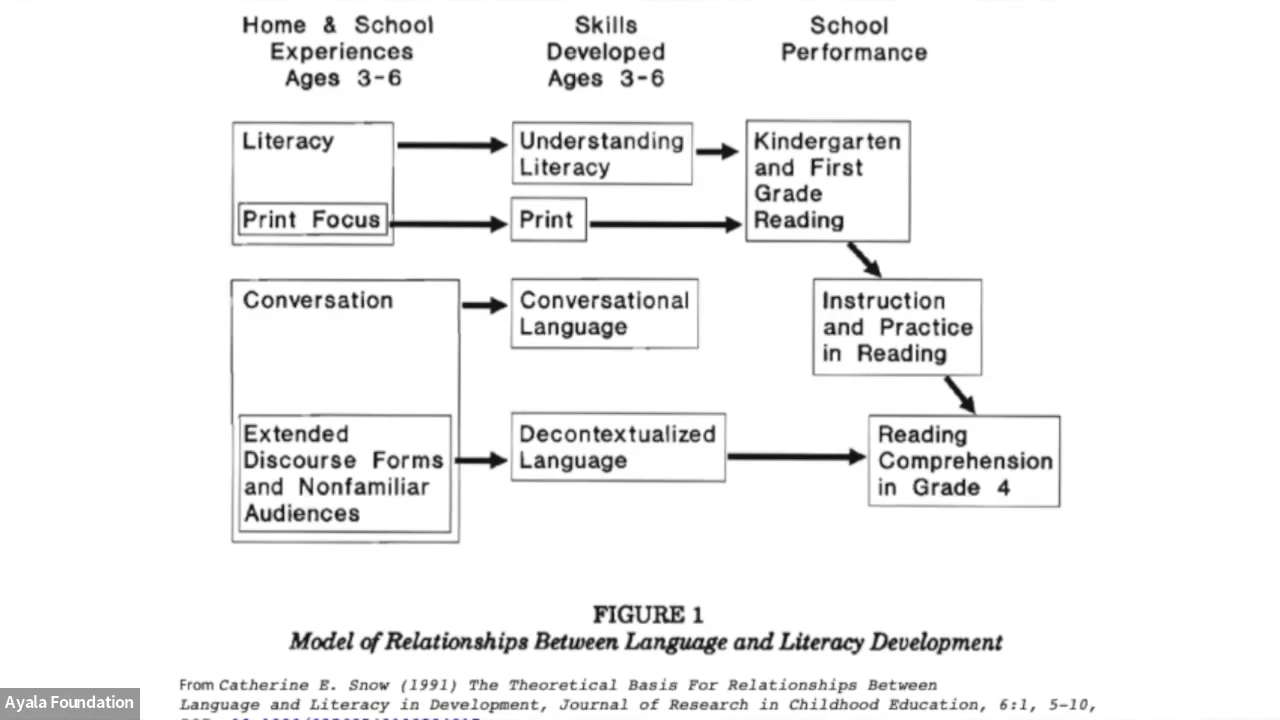 Home & School
Experiences
Ages 3-6
Skills
Developed
Ages 3-6
School
Performance
Literacy
Print Focus
Understanding
Literacy
Print
Kindergarten
and First
Grade
Reading
Conversation
Extended
Discourse Forms
and Nonfamiliar
Audiences
Conversational
Language
Decontextualized
Language
Instruction
and Practice
in Reading
Reading
Comprehension
in Grade 4
FIGURE 1
Model of Relationships Between Language and Literacy Development
From Catherine E. Snow (1991) The Theoretical Basis For Relationships Between
Language and Literacy in Development, Journal of Research in Childhood Education, 6:1, 5-10,
Ayala Foundation